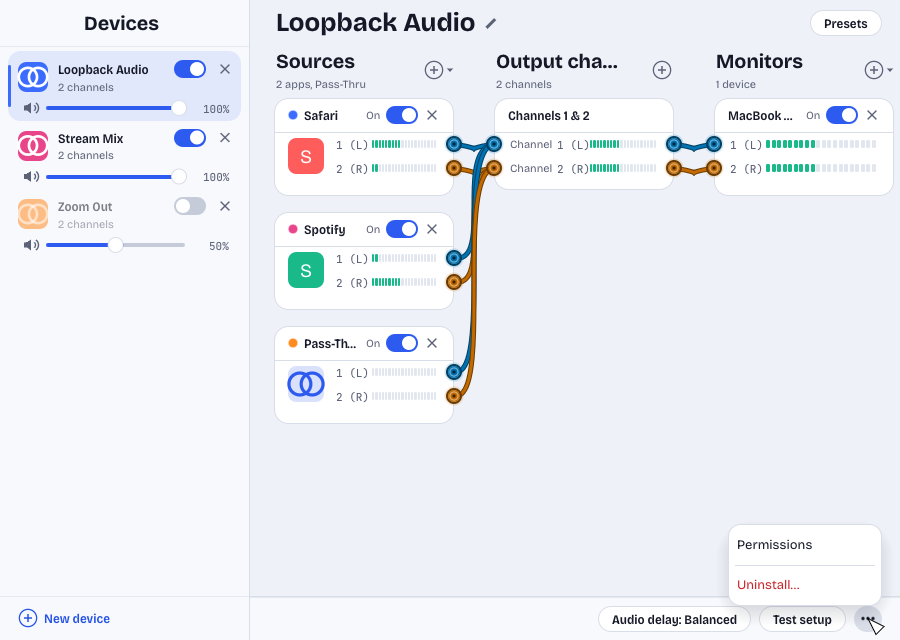 Devices
Loopback Audio
2 channels
100%
Stream Mix
2 channels
100%
Zoom Out
2 channels
50%
New device
Loopback Audio
Presets
Sources
2 apps, Pass-Thru
Output cha...
2 channels
Monitors
1 device
Safari On
S
1 (L)
2 (R)
Channels 1 & 2
Channel 1 (L)
Channel 2 (R)
MacBook ... On
1 (L)
2 (R)
Spotify On
S
1 (L)
2 (R)
Pass-Th... On
1 (L)
2 (R)
Permissions
Uninstall...
Audio delay: Balanced
Test setup